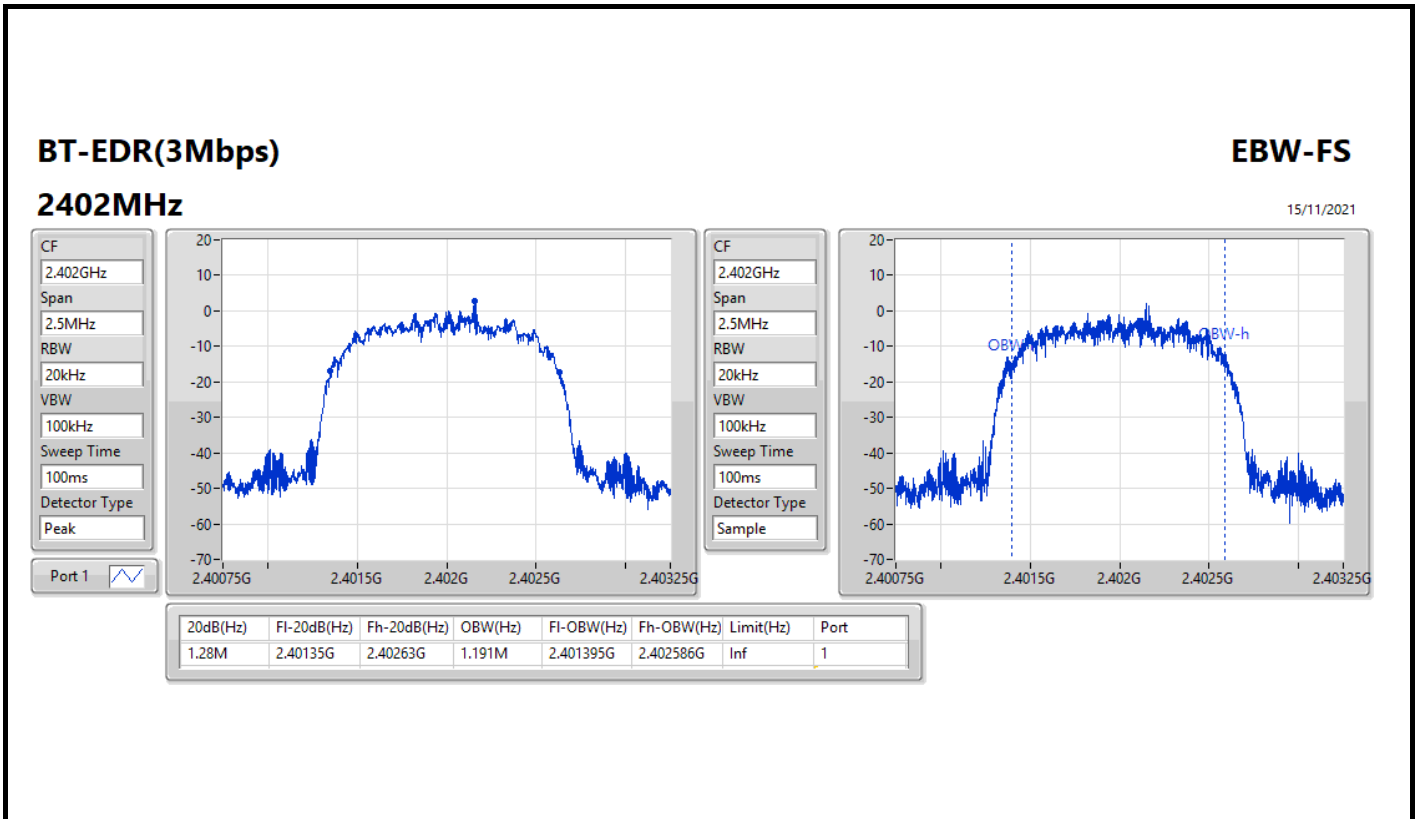 BT-EDR(3Mbps)
EBW-FS
2402MHz
15/11/2021
CF
2.402GHz
Span
2.5MHz
RBW
20kHz
VBW
100kHz
Sweep Time
100ms
Detector Type
Peak
Port 1
20
10
0
-10
-20
-30
-40
-50
-60
-70
2.40075G 2.4015G 2.402G 2.4025G 2.40325G
CF
2.402GHz
Span
2.5MHz
RBW
20kHz
VBW
100kHz
Sweep Time
100ms
Detector Type
Sample
20
10
0
-10
-20
-30
-40
-50
-60
-70
OBW-h
2.40075G 2.4015G 2.402G 2.4025G 2.40325G
20dB(Hz) Fl-20dB(Hz) Fh-20dB(Hz) OBW(Hz) Fl-OBW(Hz) Fh-OBW(Hz) Limit(Hz) Port
1.28M 2.40135G 2.40263G 1.191M 2.401395G 2.402586G Inf 1